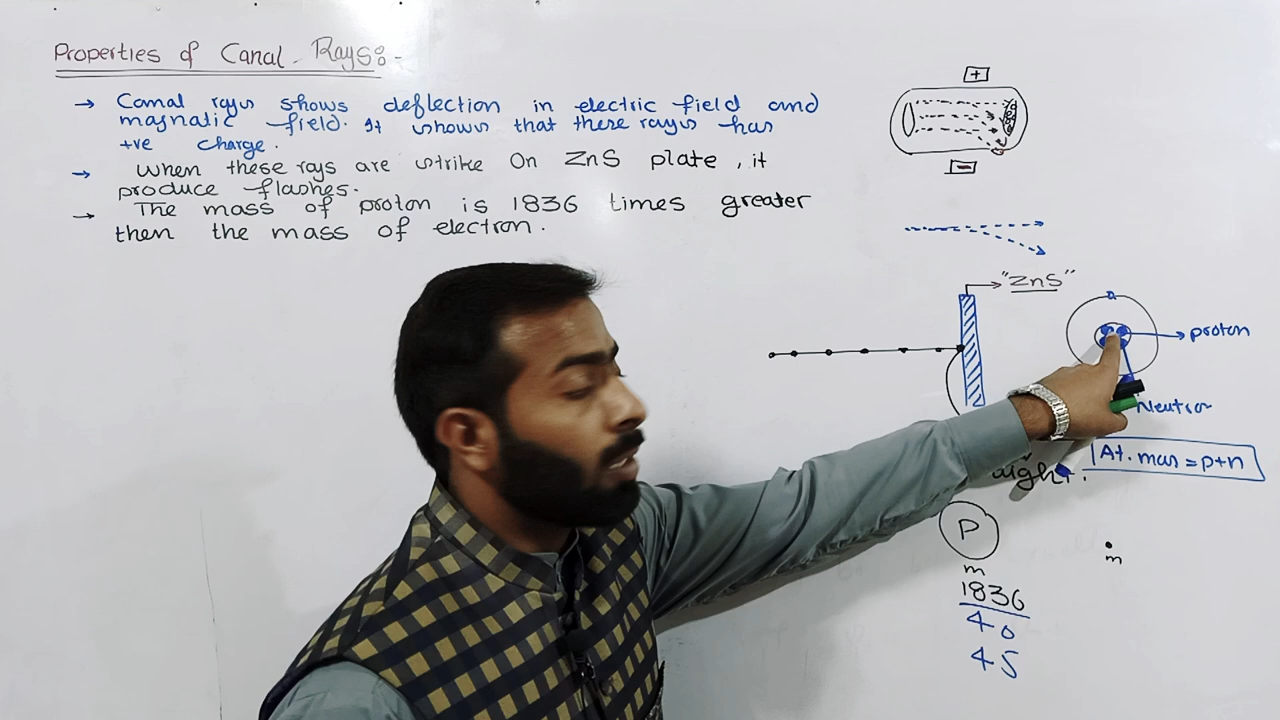 Properties of Canal - Rays:-
→ Canal rays shows deflection in electric field and
magnatic field. It shows that these rays has
+ve charge.
→ When these rays are strike On ZnS plate, it
produce flashes.
→ The mass of proton is 1836 times greater
then the mass of electron.
+
-
"ZnS"
proton
Neutron
At. mas = p+n
P
m
m
1836
40
45